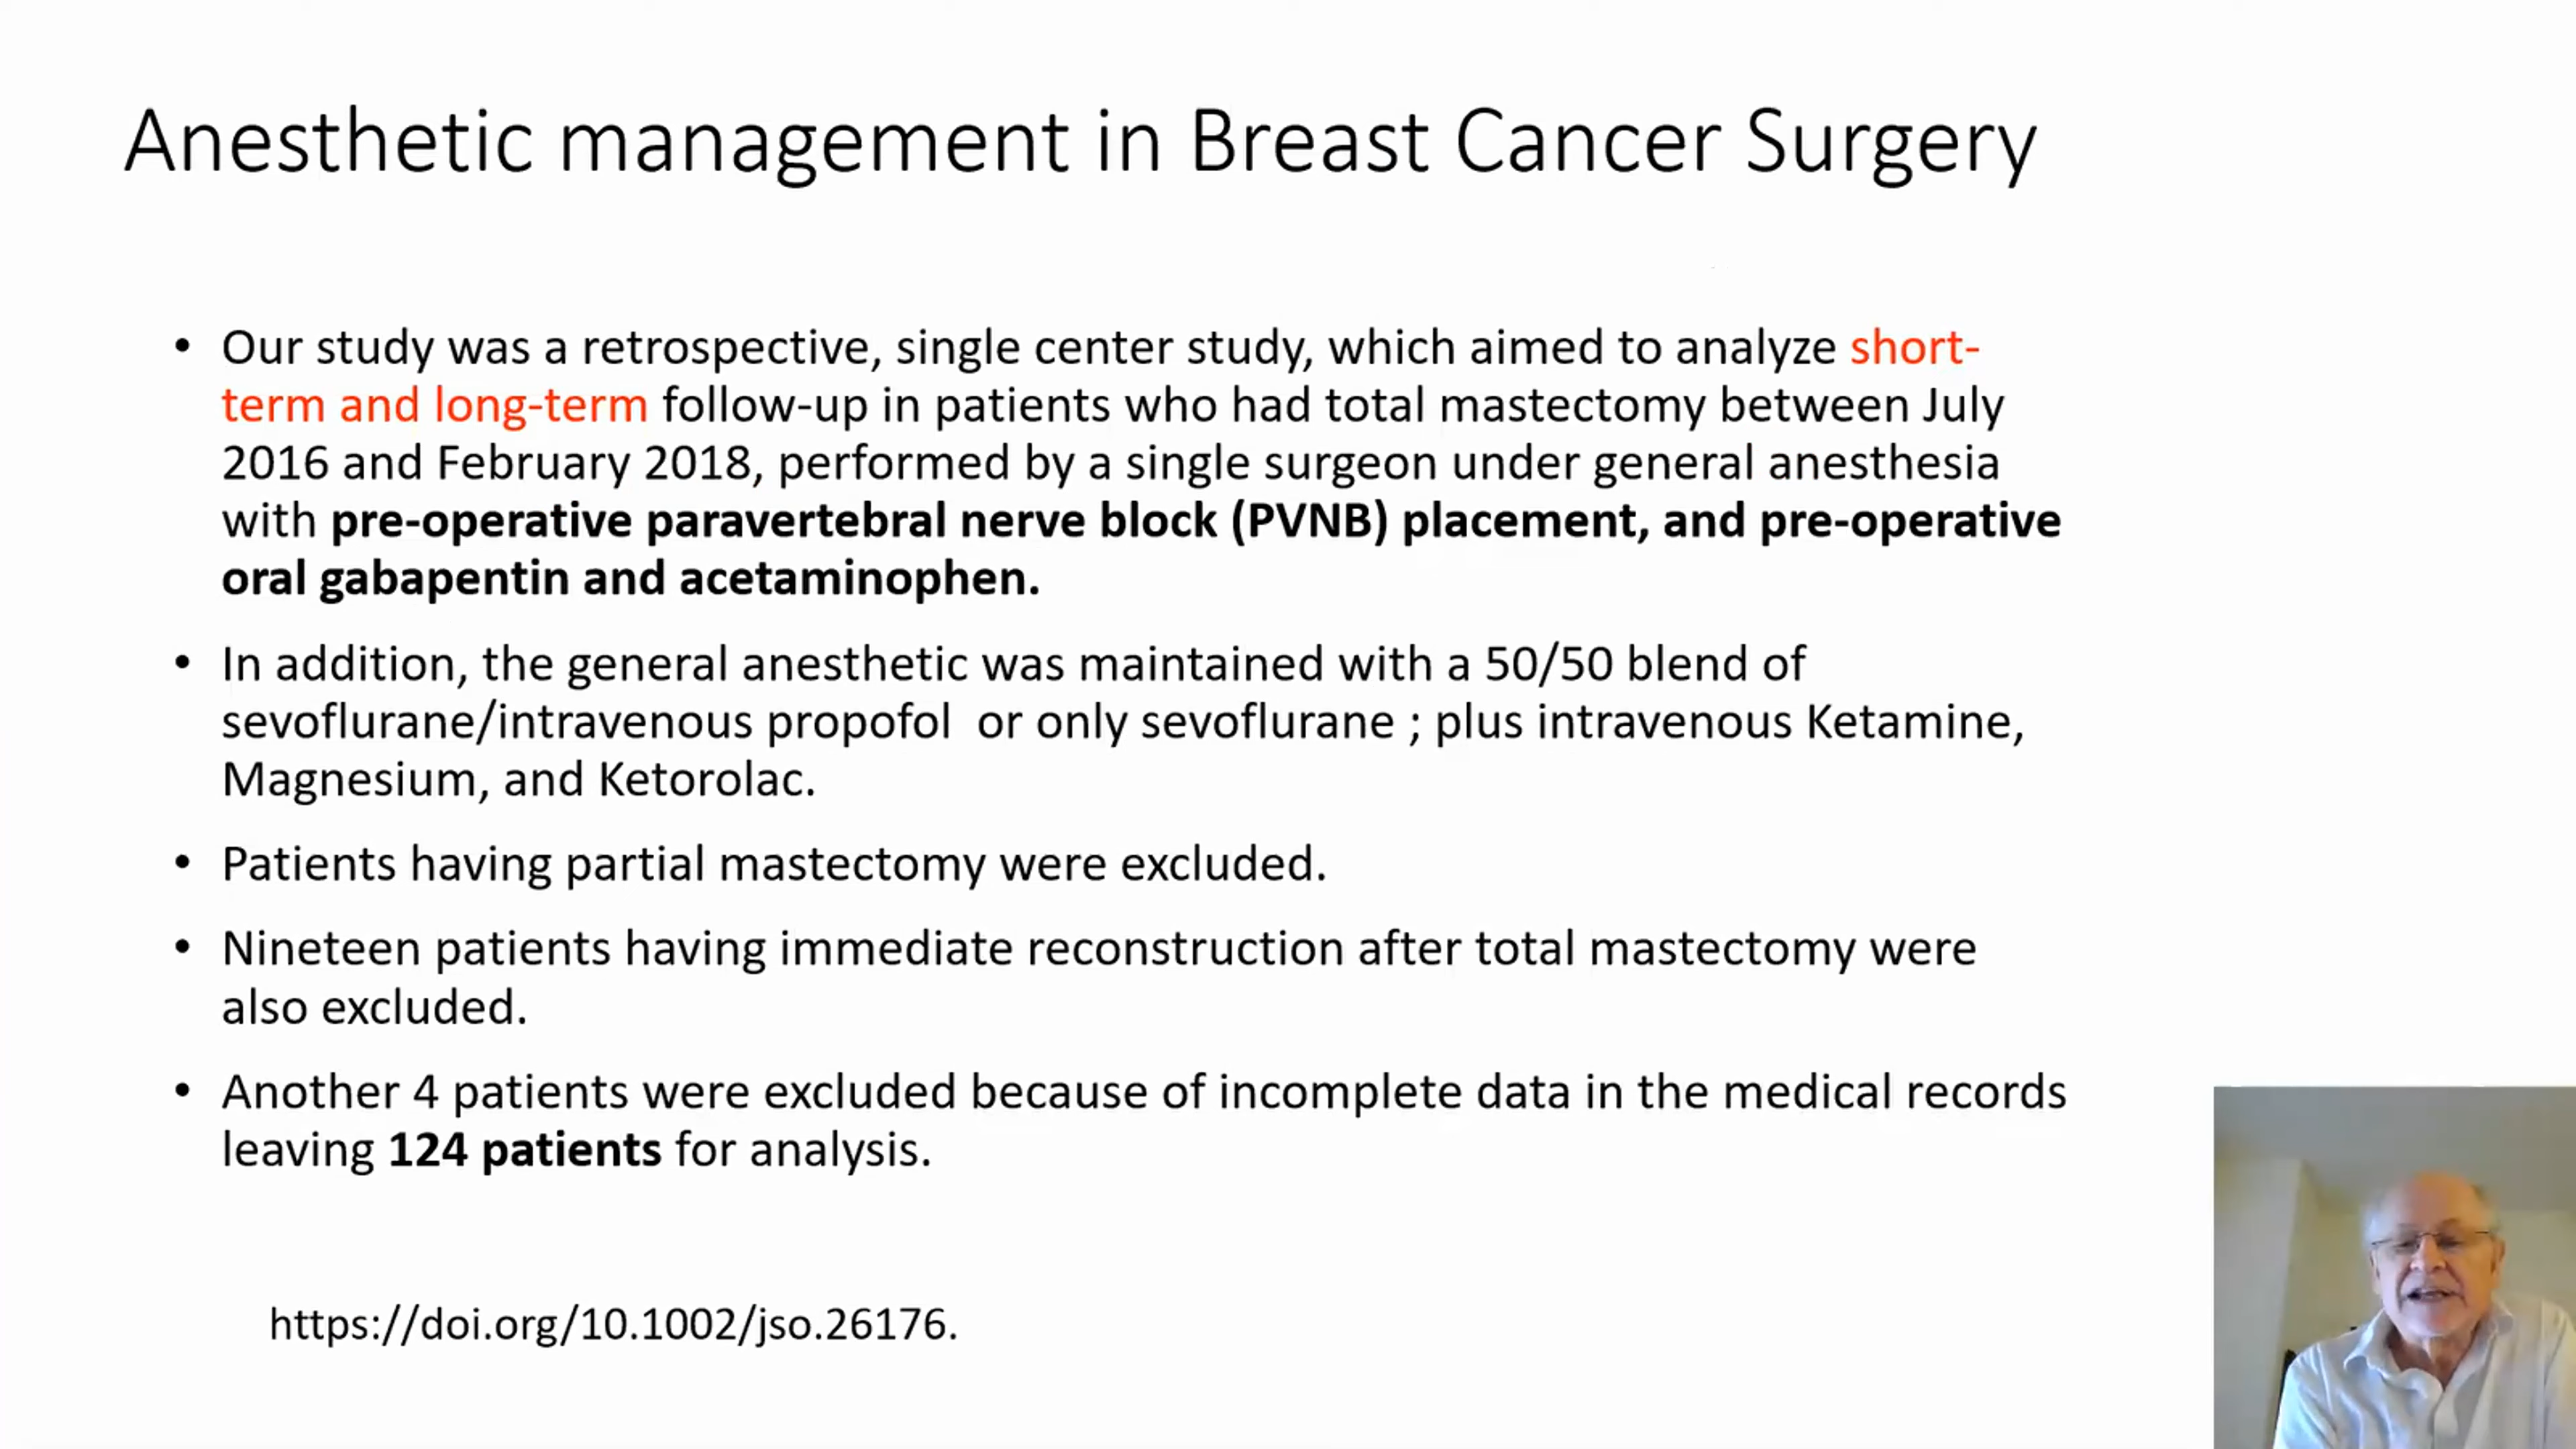 Anesthetic management in Breast Cancer Surgery
• Our study was a retrospective, single center study, which aimed to analyze short-
term and long-term follow-up in patients who had total mastectomy between July
2016 and February 2018, performed by a single surgeon under general anesthesia
with pre-operative paravertebral nerve block (PVNB) placement, and pre-operative
oral gabapentin and acetaminophen.
• In addition, the general anesthetic was maintained with a 50/50 blend of
sevoflurane/intravenous propofol or only sevoflurane ; plus intravenous Ketamine,
Magnesium, and Ketorolac.
• Patients having partial mastectomy were excluded.
• Nineteen patients having immediate reconstruction after total mastectomy were
also excluded.
• Another 4 patients were excluded because of incomplete data in the medical records
leaving 124 patients for analysis.
https://doi.org/10.1002/jso.26176.